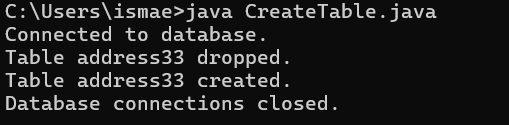 C:\Users\ismae>java CreateTable.java
Connected to database.
Table address33 dropped.
Table address33 created.
Database connections closed.